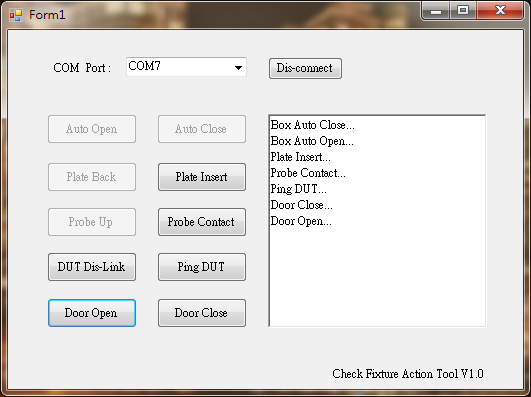 Form1
COM Port :
COM7
Dis-connect
Auto Open
Auto Close
Plate Back
Plate Insert
Probe Up
Probe Contact
DUT Dis-Link
Ping DUT
Door Open
Door Close
Box Auto Close...
Box Auto Open...
Plate Insert...
Probe Contact...
Ping DUT...
Door Close...
Door Open...
Check Fixture Action Tool V1.0